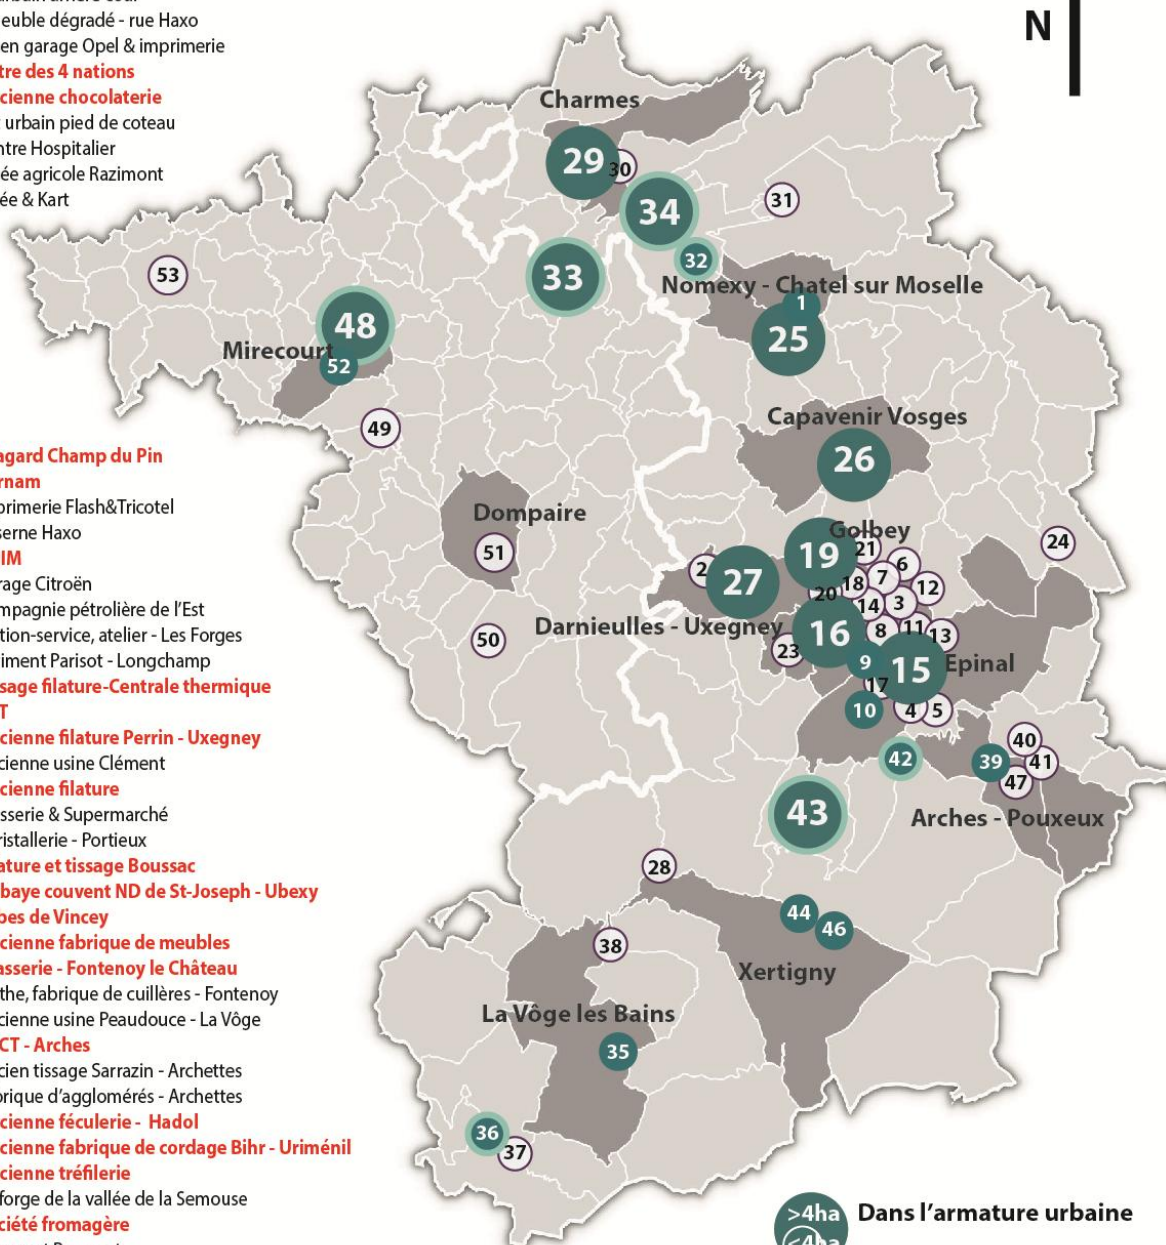 euble dégradé - rue Haxo
en garage Opel & imprimerie
tre des 4 nations
cienne chocolaterie
urbain pied de coteau
ntre Hospitalier
ée agricole Razimont
ée & Kart
agard Champ du Pin
rnam
primerie Flash&Tricotel
serne Haxo
IM
rage Citroën
mpagnie pétrolière de l'Est
tion-service, atelier - Les Forges
iment Parisot - Longchamp
sage filature-Centrale thermique
T
cienne filature Perrin - Uxegney
cienne usine Clément
cienne filature
sserie & Supermarché
ristallerie - Portieux
ature et tissage Boussac
baye couvent ND de St-Joseph - Ubexy
bes de Vincey
cienne fabrique de meubles
asserie - Fontenoy le Château
the, fabrique de cuillères - Fontenoy
cienne usine Peaudouce - La Vôge
CT - Arches
cien tissage Sarrazin - Archettes
brique d'agglomérés - Archettes
cienne féculerie - Hadol
cienne fabrique de cordage Bihr - Uriménil
cienne tréfilerie
forge de la vallée de la Semouse
ciété fromagère
N
Charmes
29
30
34
31
32
33
53
Nomexy - Chatel sur Moselle
1
25
48
Mirecourt
52
49
Capavenir Vosges
26
Dompaire
51
Golbey
19
21
24
2
27
20
18
7
6
12
14
3
Darnieulles - Uxegney
16
8
11
13
50
23
9
15
Epinal
17
10
4
5
40
42
39
41
47
43
Arches - Pouxeux
28
44
46
38
Xertigny
La Vôge les Bains
35
36
37
>4ha
Dans l'armature urbaine
<4ha